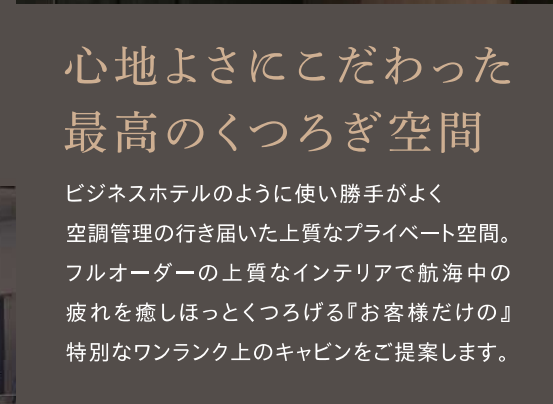 心地よさにこだわった
最高のくつろぎ空間
ビジネスホテルのように使い勝手がよく
空調管理の行き届いた上質なプライベート空間。
フルオーダーの上質なインテリアで航海中の
疲れを癒しほっとくつろげる『お客様だけの』
特別なワンランク上のキャビンをご提案します。